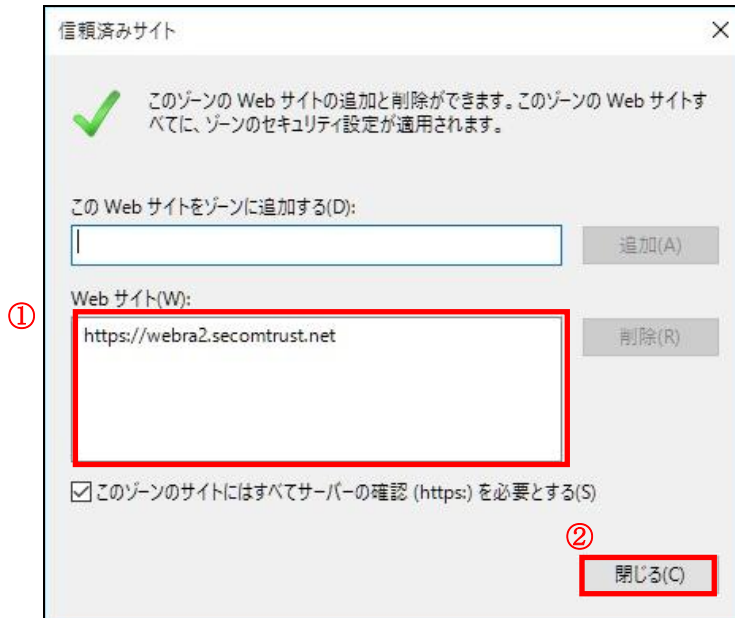 信頼済みサイト
このゾーンの Web サイトの追加と削除ができます。このゾーンの Web サイトす
べてに、ゾーンのセキュリティ設定が適用されます。
この Web サイトをゾーンに追加する(D):
追加(A)
Web サイト(W):
①
https://webra2.secomtrust.net
削除(R)
このゾーンのサイトにはすべてサーバーの確認 (https:) を必要とする(S)
②
閉じる(C)